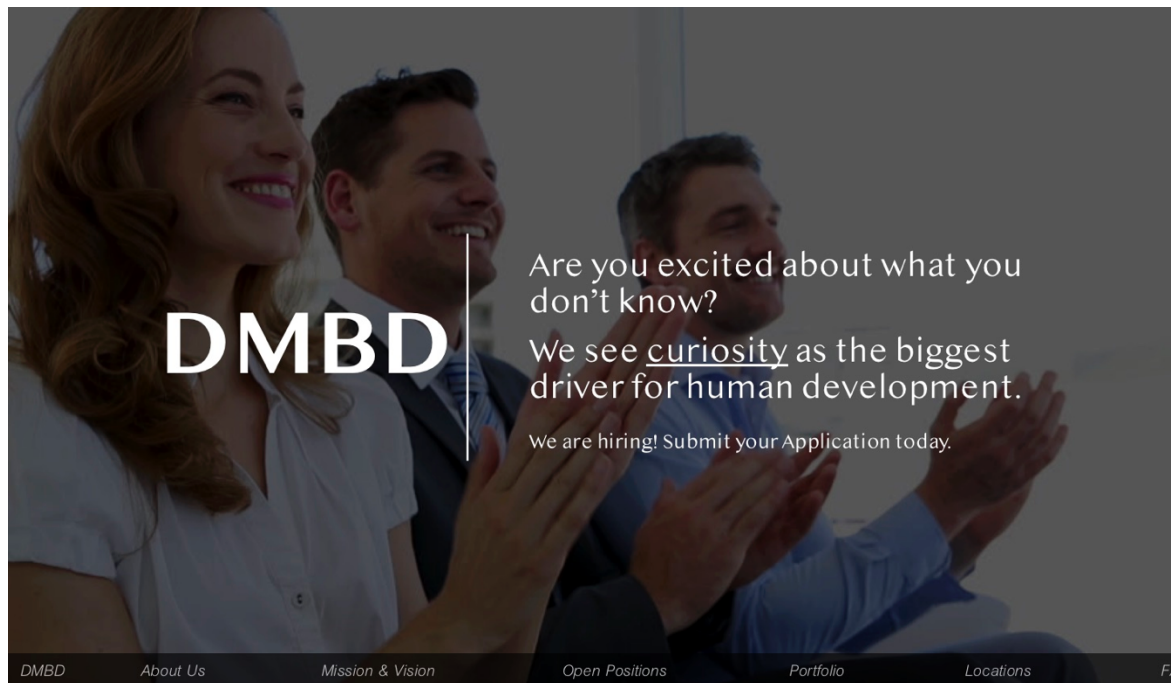 DMBD
Are you excited about what you
don't know?
We see curiosity as the biggest
driver for human development.
We are hiring! Submit your Application today.
DMBD
About Us
Mission & Vision
Open Positions
Portfolio
Locations